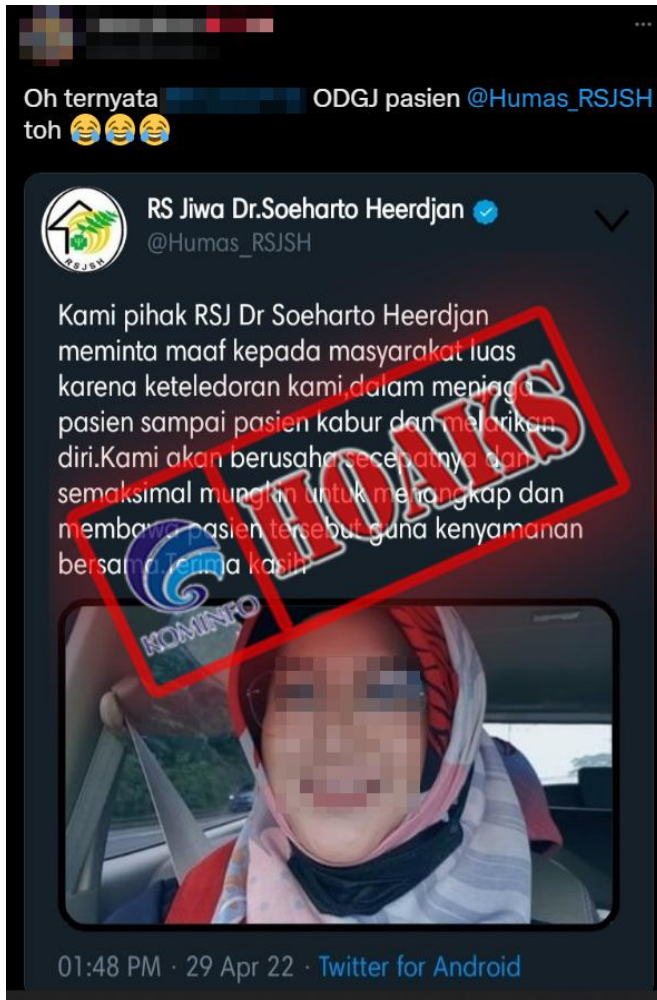 Oh ternyata ODGJ pasien @Humas_RSJSH
toh 😂😂😂
RSJSH
RS Jiwa Dr.Soeharto Heerdjan
@Humas_RSJSH
Kami pihak RSJ Dr Soeharto Heerdjan
meminta maaf kepada masyarakat luas
karena keteledoran kami,dalam menjaga
pasien sampai pasien kabur dan melarikan
diri.Kami akan berusaha secepatnya dan
semaksimal mungkin untuk menangkap dan
membawa pasien tersebut guna kenyamanan
bersama.Terima kasih
HOAKS
KOMINFO
01:48 PM · 29 Apr 22 · Twitter for Android